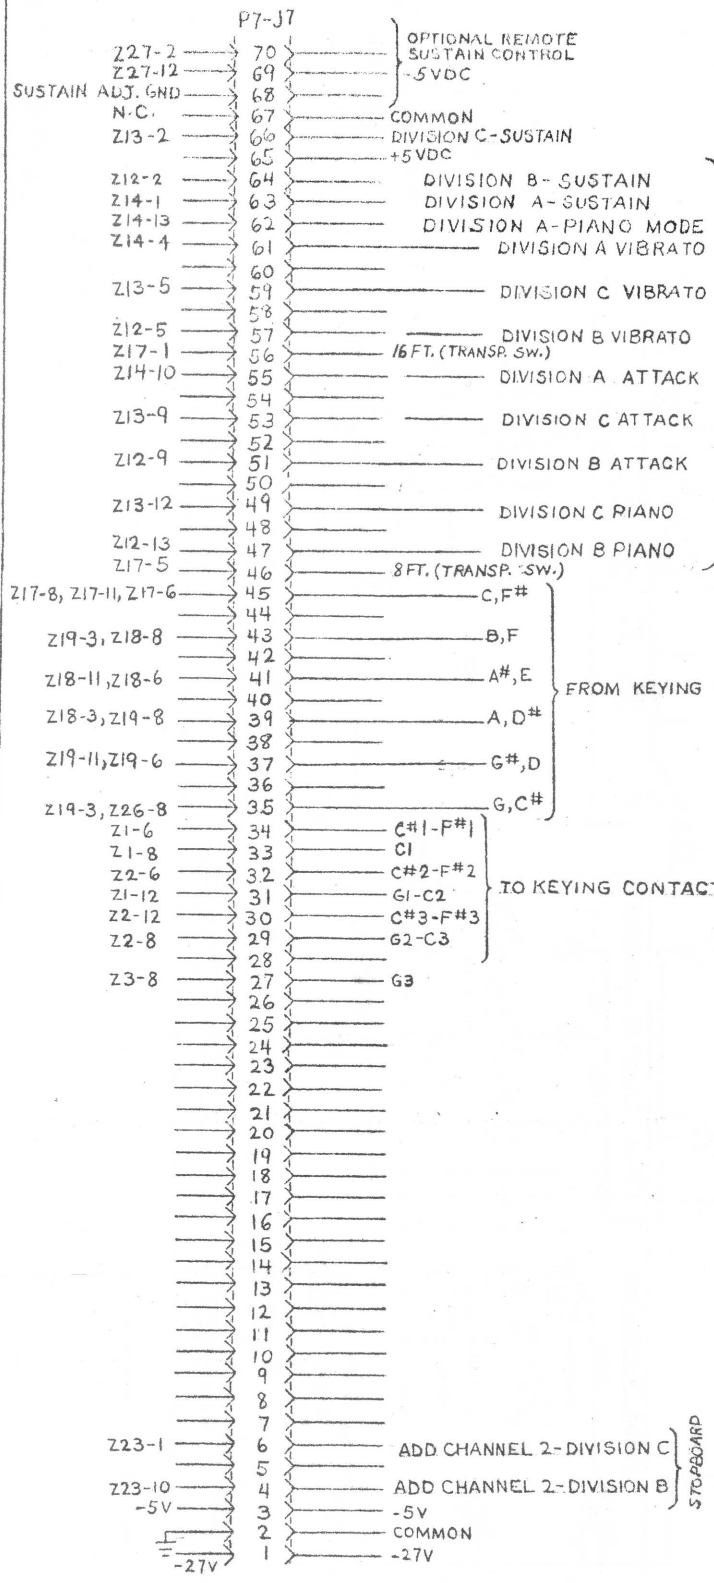 P7-J7
Z27-2 70 OPTIONAL REMOTE
SUSTAIN CONTROL
Z27-12 69 -5VDC
SUSTAIN ADJ. GND 68
N.C. 67 COMMON
Z13-2 66 DIVISION C-SUSTAIN
65 +5VDC
Z12-2 64 DIVISION B-SUSTAIN
Z14-1 63 DIVISION A-SUSTAIN
Z14-13 62 DIVISION A-PIANO MODE
Z14-4 61 DIVISION A VIBRATO
60
Z13-5 59 DIVISION C VIBRATO
58
Z12-5 57 DIVISION B VIBRATO
Z17-1 56 16 FT. (TRANSP. SW.)
Z14-10 55 DIVISION A ATTACK
54
Z13-9 53 DIVISION C ATTACK
52
Z12-9 51 DIVISION B ATTACK
50
Z13-12 49 DIVISION C PIANO
48
Z12-13 47 DIVISION B PIANO
Z17-5 46 8 FT. (TRANSP. SW.)
Z17-8, Z17-11, Z17-6 45 C,F#
44
Z19-3, Z18-8 43 B,F
42
Z18-11, Z18-6 41 A#,E
40
FROM KEYING
Z18-3, Z19-8 39 A,D#
38
Z19-11, Z19-6 37 G#,D
36
Z19-3, Z26-8 35 G,C#
Z1-6 34 C#1-F#1
Z1-8 33 C1
Z2-6 32 C#2-F#2
TO KEYING CONTACT
Z1-12 31 G1-C2
Z2-12 30 C#3-F#3
Z2-8 29 G2-C3
28
Z3-8 27 G3
26
25
24
23
22
21
20
19
18
17
16
15
14
13
12
11
10
9
8
7
Z23-1 6 ADD CHANNEL 2-DIVISION C
5
STOPBOARD
Z23-10 4 ADD CHANNEL 2-DIVISION B
-5V 3 -5V
2 COMMON
-27V 1 -27V